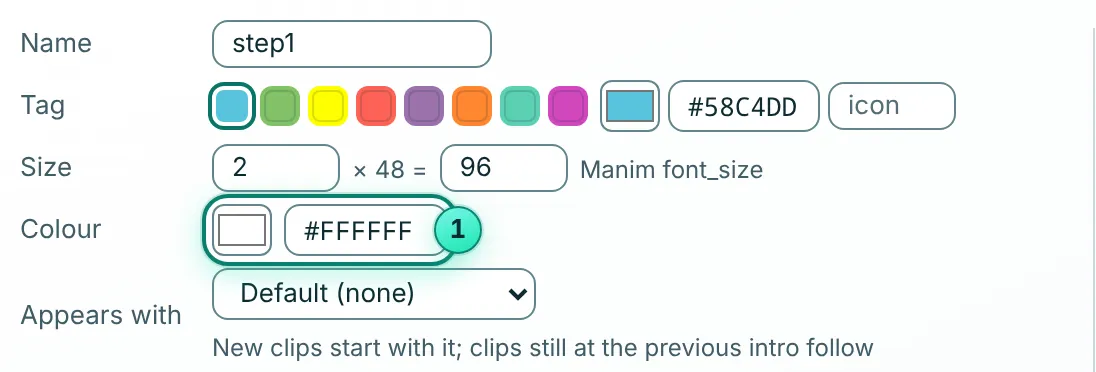 Name step1
Tag #58C4DD icon
Size 2 × 48 = 96 Manim font_size
Colour #FFFFFF 1
Appears with Default (none)
New clips start with it; clips still at the previous intro follow